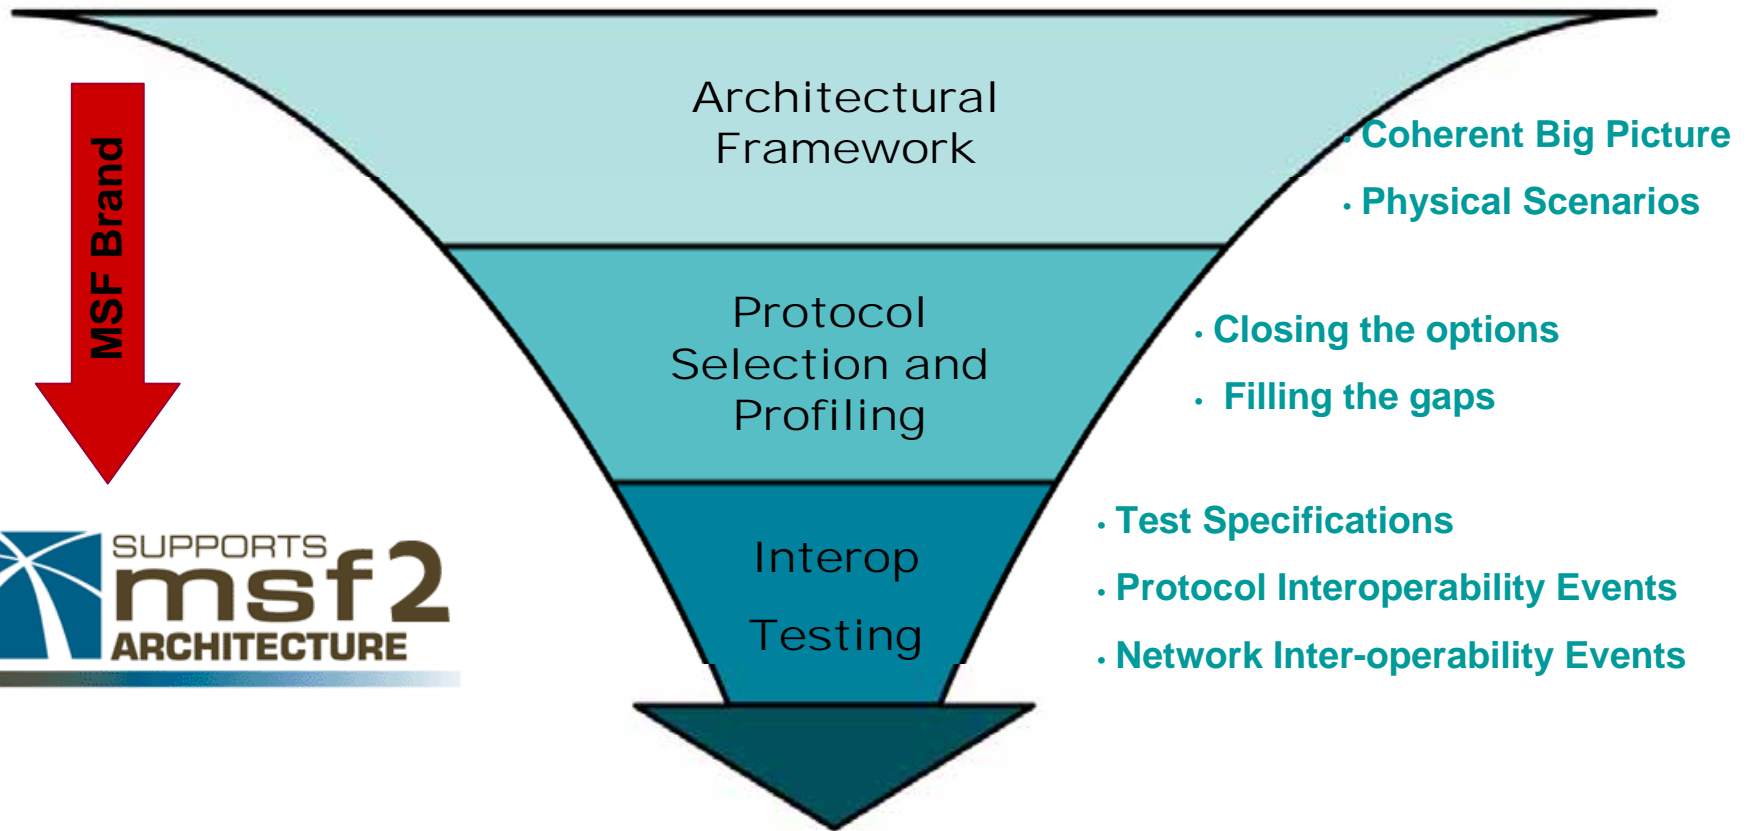 Architectural
Framework
• Coherent Big Picture
• Physical Scenarios
MSF Brand
Protocol
Selection and
Profiling
• Closing the options
• Filling the gaps
SUPPORTS
msf2
ARCHITECTURE
Interop
Testing
• Test Specifications
• Protocol Interoperability Events
• Network Inter-operability Events